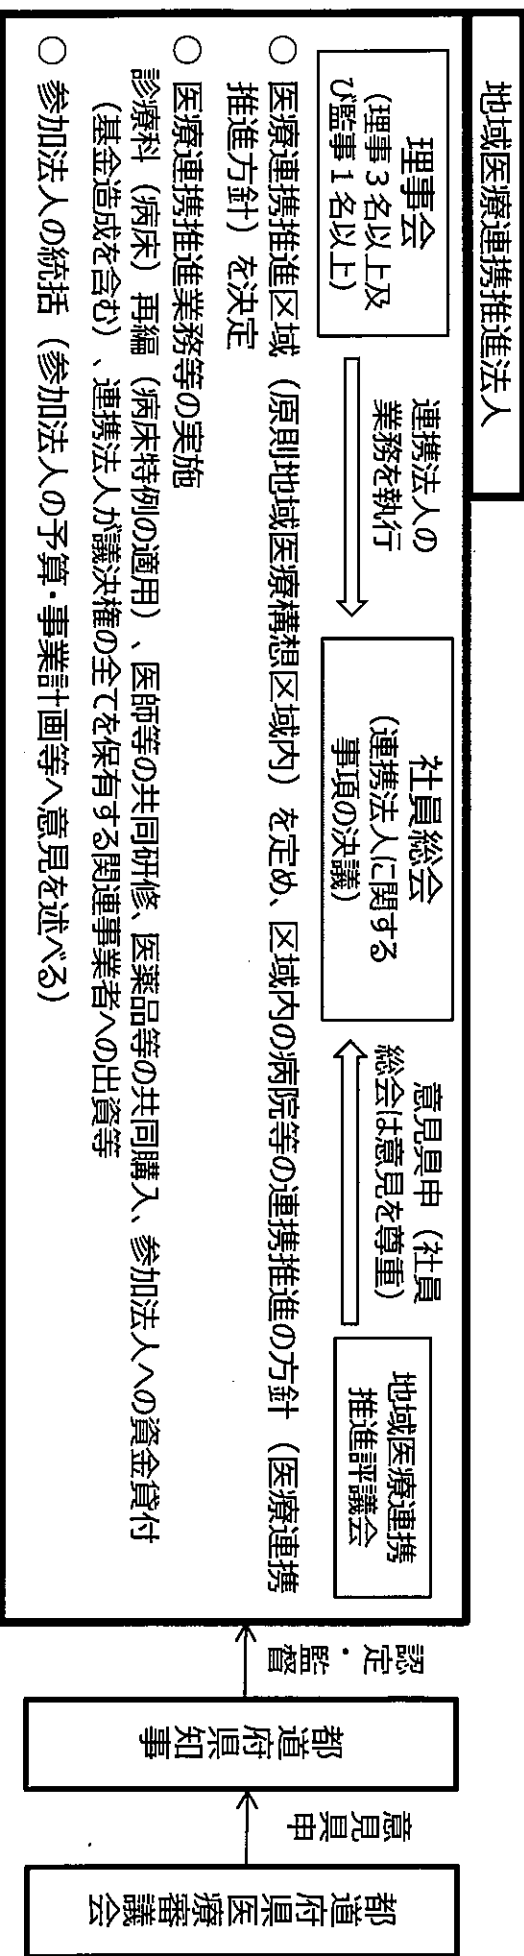 地域医療連携推進法人
理事会
(理事3名以上及
び監事1名以上)
連携法人の
業務を執行
社員総会
(連携法人に関する
事項の決議)
意見具申(社員
総会は意見を尊重)
地域医療連携
推進評議会
○ 医療連携推進区域(原則地域医療構想区域内)を定め、区域内の病院等の連携推進の方針(医療連携
推進方針)を決定
○ 医療連携推進業務等の実施
診療科(病床)再編(病床特例の適用)、医師等の共同研修、医薬品等の共同購入、参加法人への資金貸付
(基金造成を含む)、連携法人が議決権の全てを保有する関連事業者への出資等
○ 参加法人の統括(参加法人の予算・事業計画等へ意見を述べる)
認定・監督
都道府県知事
意見具申
都道府県医療審議会